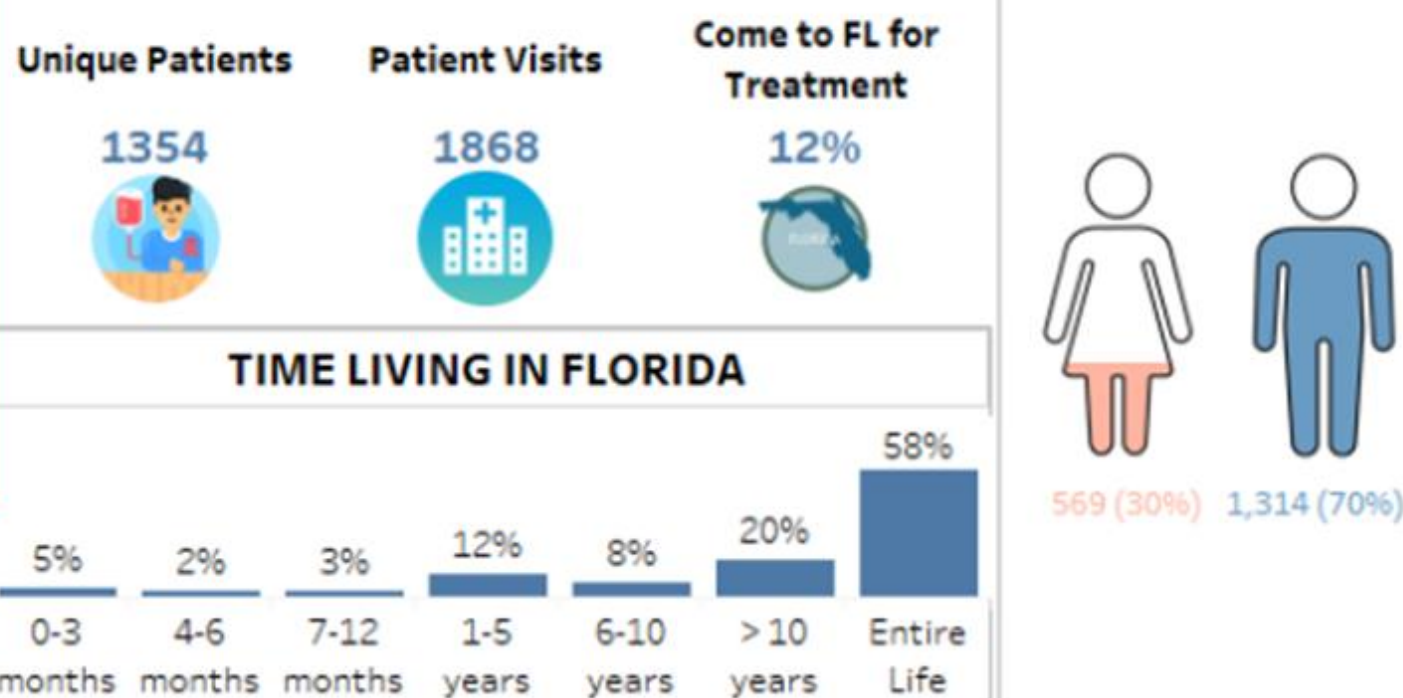 Unique Patients
1354
Patient Visits
1868
Come to FL for
Treatment
12%
TIME LIVING IN FLORIDA
5%
2%
3%
12%
8%
20%
58%
0-3
months
4-6
months
7-12
months
1-5
years
6-10
years
> 10
years
Entire
Life
569 (30%)
1,314 (70%)